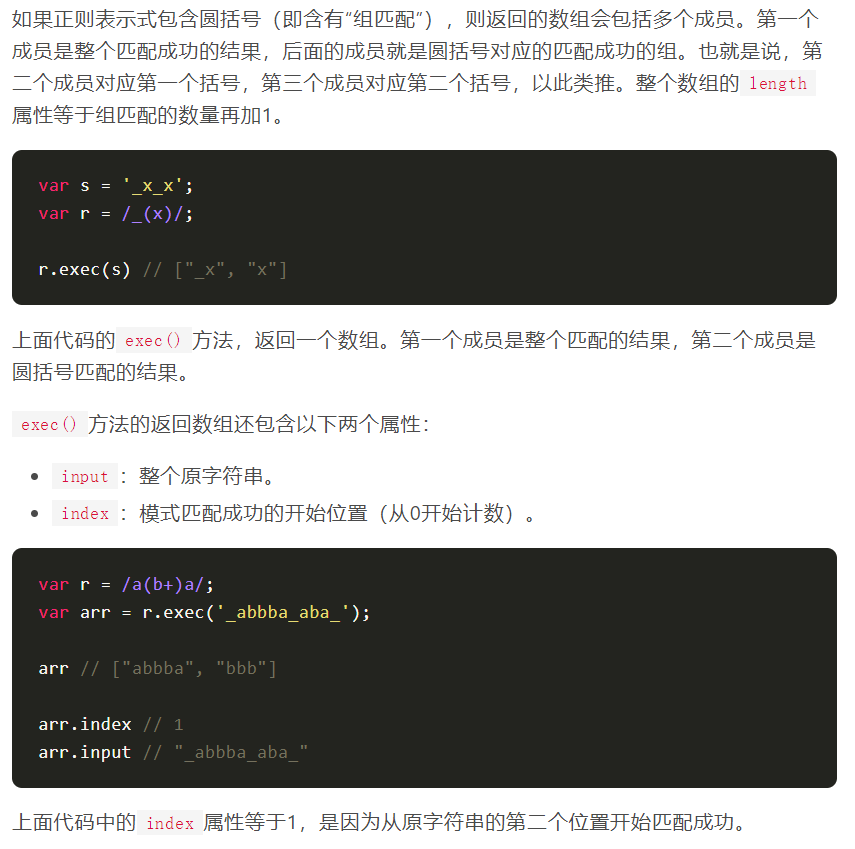 如果正则表示式包含圆括号（即含有“组匹配”），则返回的数组会包括多个成员。第一个
成员是整个匹配成功的结果，后面的成员就是圆括号对应的匹配成功的组。也就是说，第
二个成员对应第一个括号，第三个成员对应第二个括号，以此类推。整个数组的 length
属性等于组匹配的数量再加1。
var s = '_x_x';
var r = /_(x)/;
r.exec(s) // ["_x", "x"]
上面代码的 exec() 方法，返回一个数组。第一个成员是整个匹配的结果，第二个成员是
圆括号匹配的结果。
exec() 方法的返回数组还包含以下两个属性：
• input ：整个原字符串。
• index ：模式匹配成功的开始位置（从0开始计数）。
var r = /a(b+)a/;
var arr = r.exec('_abbba_aba_');
arr // ["abbba", "bbb"]
arr.index // 1
arr.input // "_abbba_aba_"
上面代码中的 index 属性等于1，是因为从原字符串的第二个位置开始匹配成功。